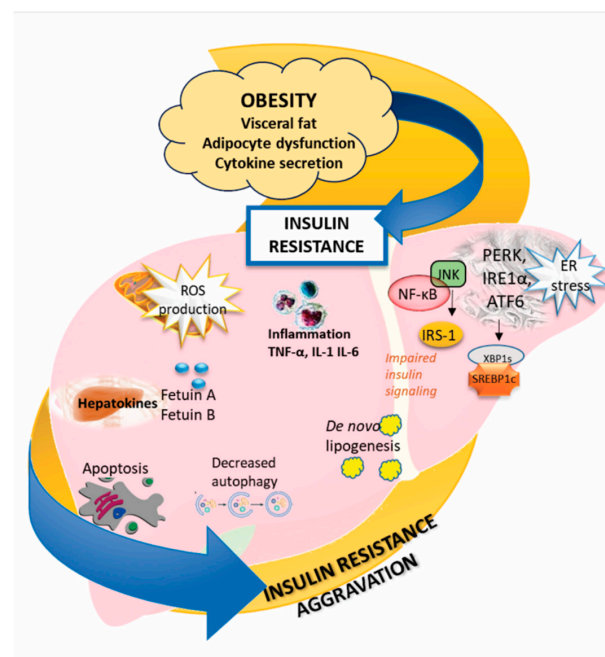 OBESITY
Visceral fat
Adipocyte dysfunction
Cytokine secretion
INSULIN
RESISTANCE
ROS
production
Inflammation
TNF-α, IL-1 IL-6
JNK
NF-κB
IRS-1
Impaired
insulin
signaling
PERK,
IRE1α,
ATF6
ER
stress
XBP1s
SREBP1c
Hepatokines
Fetuin A
Fetuin B
De novo
lipogenesis
Apoptosis
Decreased
autophagy
INSULIN RESISTANCE
AGGRAVATION